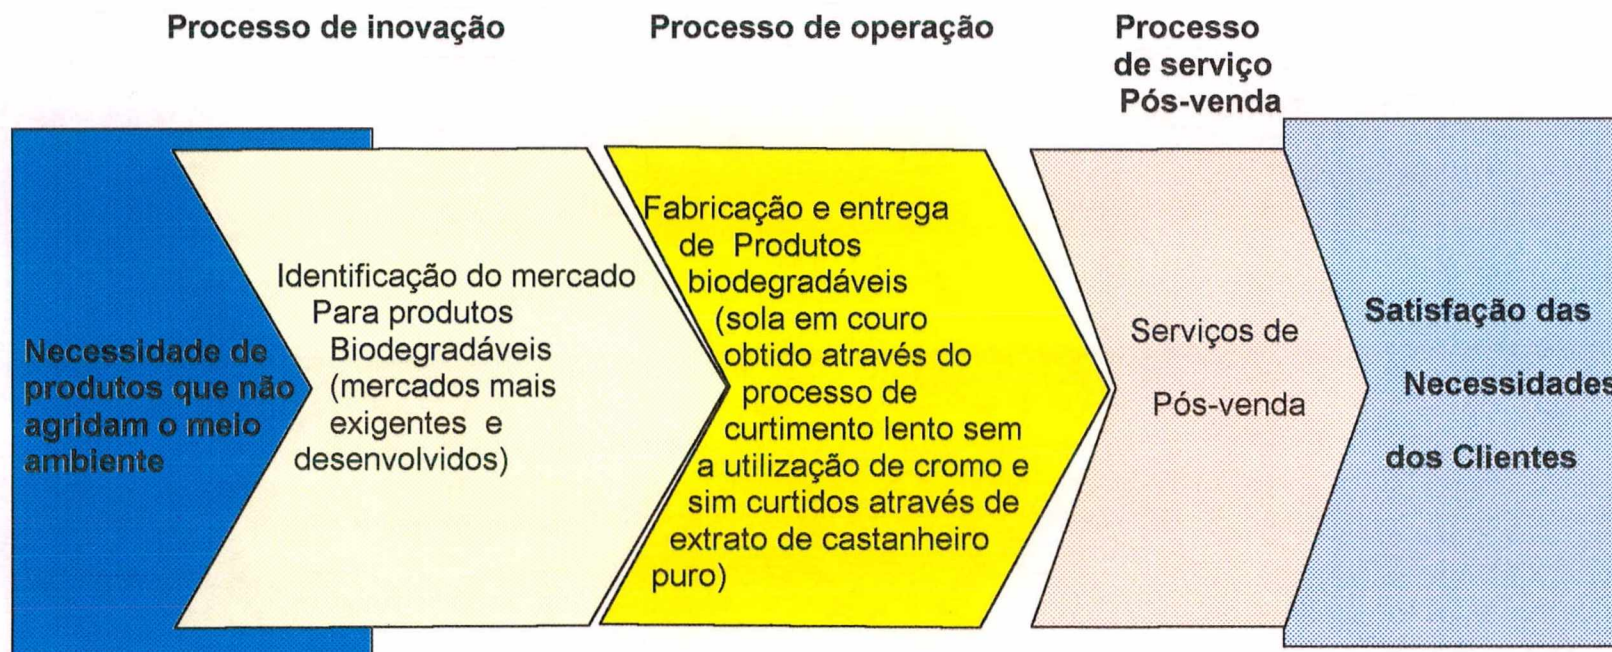 Processo de inovação
Processo de operação
Processo
de serviço
Pós-venda
Necessidade de
produtos que não
agridam o meio
ambiente
Identificação do mercado
Para produtos
Biodegradáveis
(mercados mais
exigentes e
desenvolvidos)
Fabricação e entrega
de Produtos
biodegradáveis
(sola em couro
obtido através do
processo de
curtimento lento sem
a utilização de cromo e
sim curtidos através de
extrato de castanheiro
puro)
Serviços de
Pós-venda
Satisfação das
Necessidades
dos Clientes